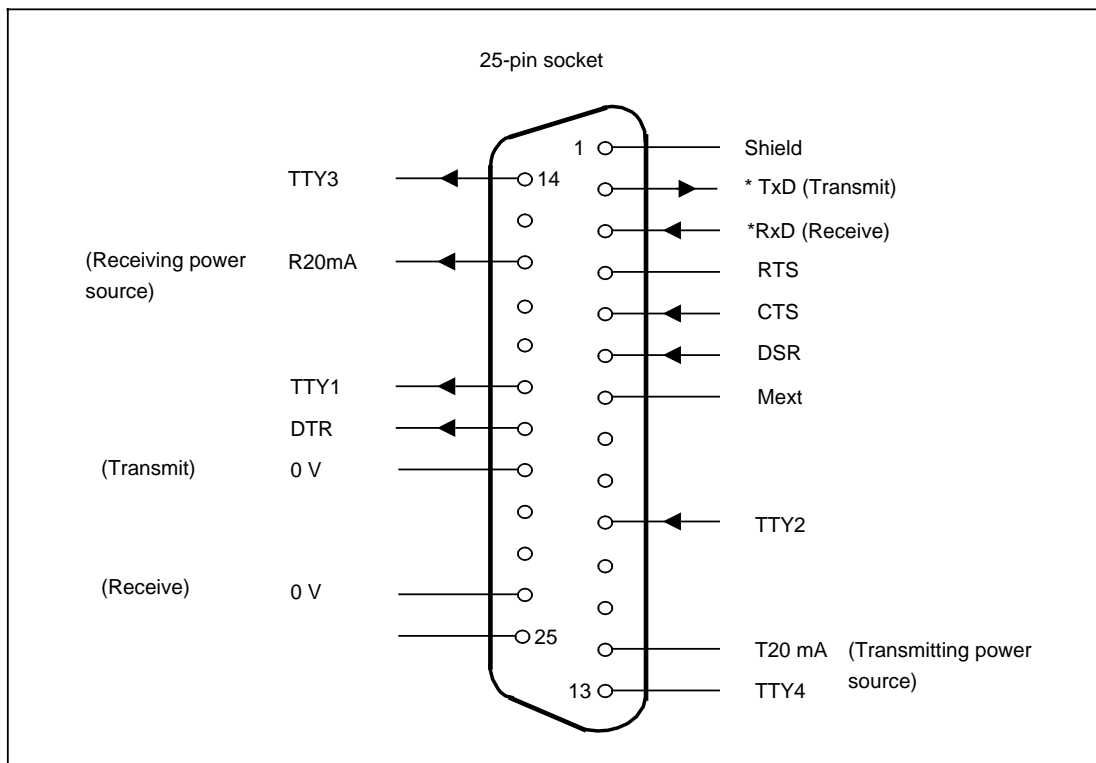 25-pin socket
1
Shield
TTY3
14
* TxD (Transmit)
*RxD (Receive)
(Receiving power
source)
R20mA
RTS
CTS
DSR
TTY1
Mext
DTR
(Transmit)
0 V
TTY2
(Receive)
0 V
25
T20 mA
(Transmitting power
source)
13
TTY4